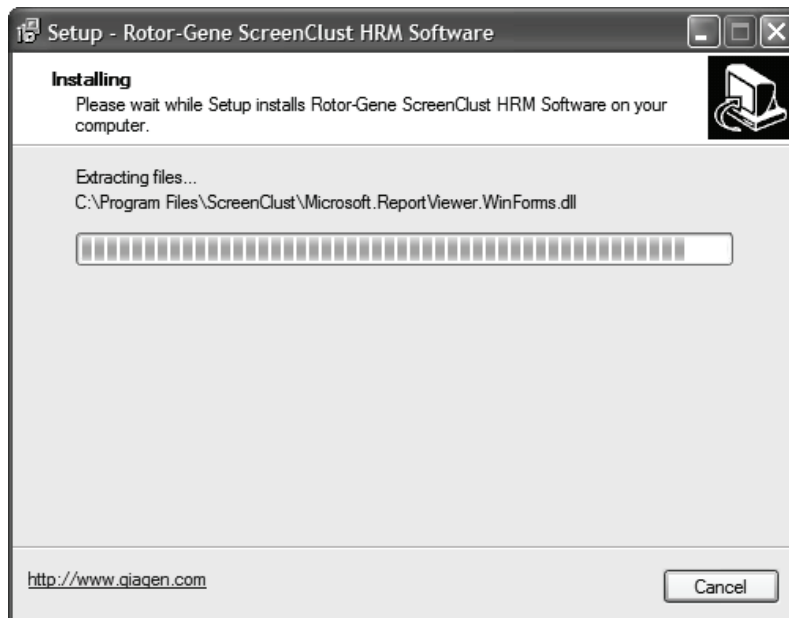 Setup - Rotor-Gene ScreenClust HRM Software
Installing
Please wait while Setup installs Rotor-Gene ScreenClust HRM Software on your
computer.
Extracting files...
C:\Program Files\ScreenClust\Microsoft.ReportViewer.WinForms.dll
http://www.qiagen.com
Cancel